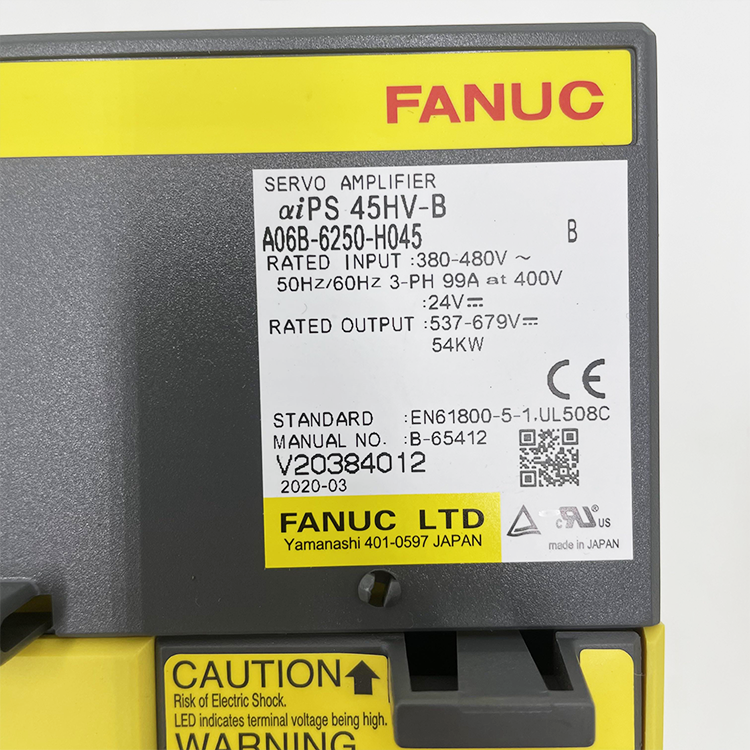 FANUC
SERVO AMPLIFIER
αiPS 45HV-B
A06B-6250-H045 B
RATED INPUT :380-480V ~
50Hz/60Hz 3-PH 99A at 400V
:24V⎓
RATED OUTPUT :537-679V⎓
54KW
CE
STANDARD :EN61800-5-1.UL508C
MANUAL NO. :B-65412
V20384012
2020-03
FANUC LTD
Yamanashi 401-0597 JAPAN
c RU US
made in JAPAN
CAUTION
Risk of Electric Shock.
LED indicates terminal voltage being high.
WARNING